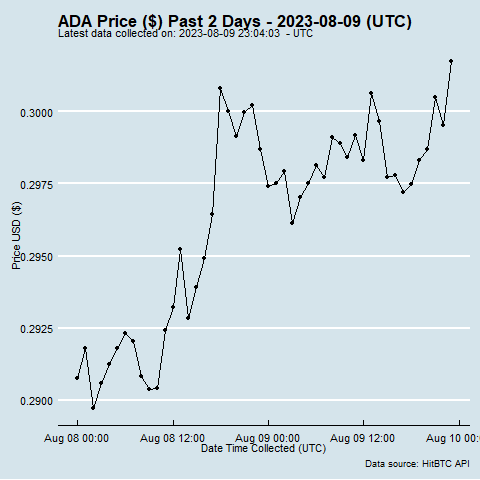 ADA Price ($) Past 2 Days - 2023-08-09 (UTC)
Latest data collected on: 2023-08-09 23:04:03 - UTC
0.3000
0.2975
0.2950
0.2925
0.2900
Price USD ($)
Aug 08 00:00 Aug 08 12:00 Aug 09 00:00 Aug 09 12:00 Aug 10 00:
Date Time Collected (UTC)
Data source: HitBTC API